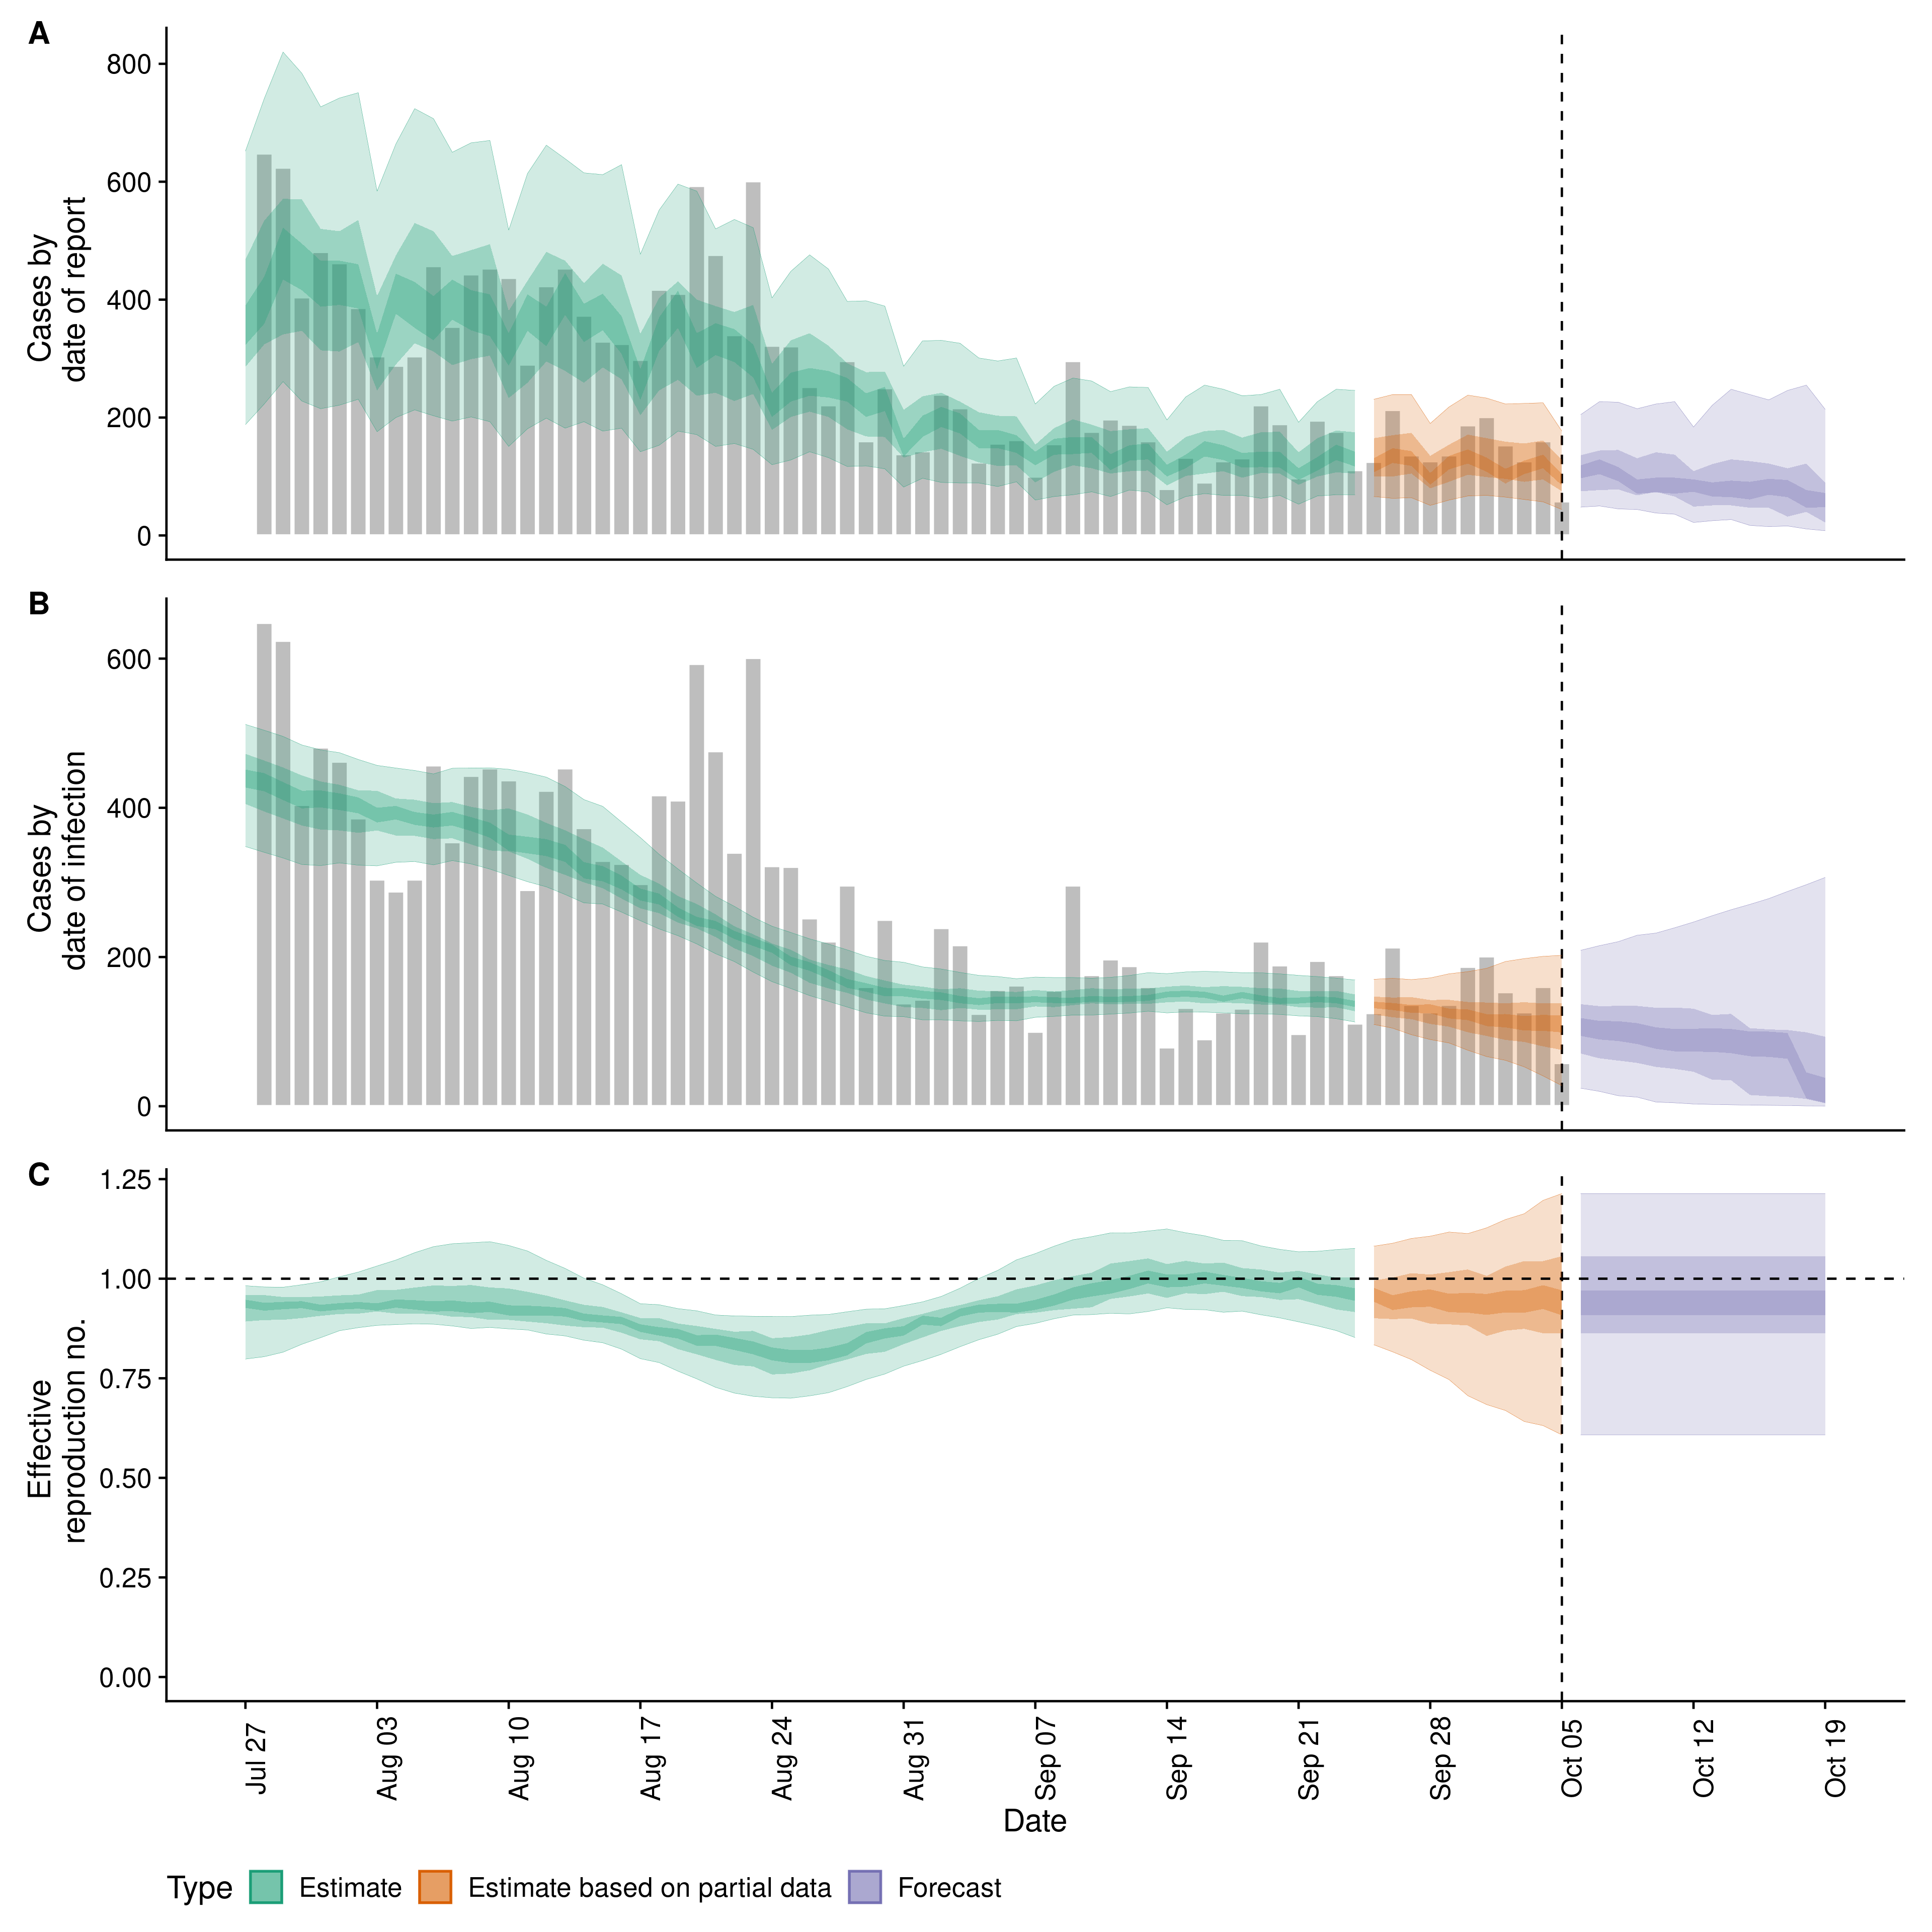 A
Cases by
date of report
800
600
400
200
0
B
Cases by
date of infection
600
400
200
0
C
Effective
reproduction no.
1.25
1.00
0.75
0.50
0.25
0.00
Jul 27
Aug 03
Aug 10
Aug 17
Aug 24
Aug 31
Sep 07
Sep 14
Sep 21
Sep 28
Oct 05
Oct 12
Oct 19
Date
Type Estimate Estimate based on partial data Forecast